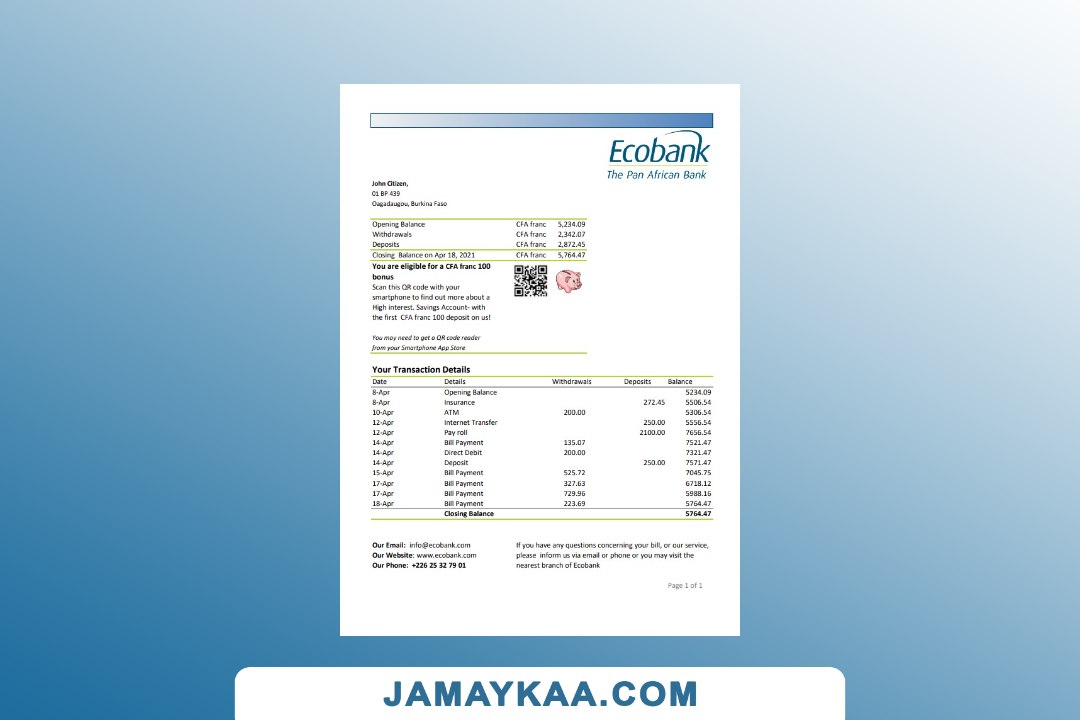 Ecobank
The Pan African Bank
John Citizen,
01 BP 439
Oagadaugou, Burkina Faso
Opening Balance CFA franc 5,234.09
Withdrawals CFA franc 2,342.07
Deposits CFA franc 2,872.45
Closing Balance on Apr 18, 2021 CFA franc 5,764.47
You are eligible for a CFA franc 100
bonus
Scan this QR code with your
smartphone to find out more about a
High interest. Savings Account- with
the first CFA franc 100 deposit on us!
You may need to get a QR code reader
from your Smartphone App Store
Your Transaction Details
Date Details Withdrawals Deposits Balance
8-Apr Opening Balance 5234.09
8-Apr Insurance 272.45 5506.54
10-Apr ATM 200.00 5306.54
12-Apr Internet Transfer 250.00 5556.54
12-Apr Pay roll 2100.00 7656.54
14-Apr Bill Payment 135.07 7521.47
14-Apr Direct Debit 200.00 7321.47
14-Apr Deposit 250.00 7571.47
15-Apr Bill Payment 525.72 7045.75
17-Apr Bill Payment 327.63 6718.12
17-Apr Bill Payment 729.96 5988.16
18-Apr Bill Payment 223.69 5764.47
Closing Balance 5764.47
Our Email: info@ecobank.com
Our Website: www.ecobank.com
Our Phone: +226 25 32 79 01
If you have any questions concerning your bill, or our service,
please inform us via email or phone or you may visit the
nearest branch of Ecobank
Page 1 of 1
JAMAYKAA.COM